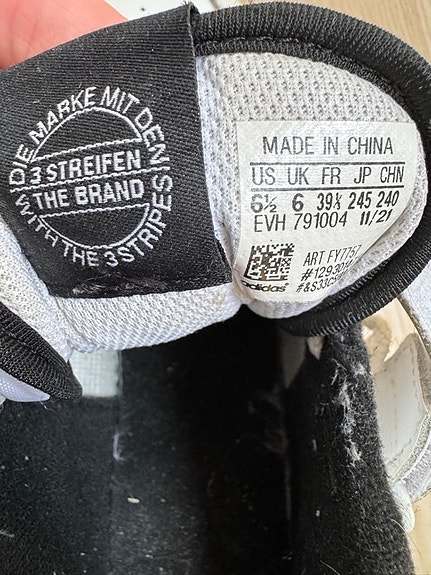 DIE MARKE MIT DEN
3 STREIFEN
THE BRAND
WITH THE 3 STRIPES
MADE IN CHINA
US UK FR JP CHN
6½ 6 39⅓ 245 240
EVH 791004 11/21
ART FY7757
adidas